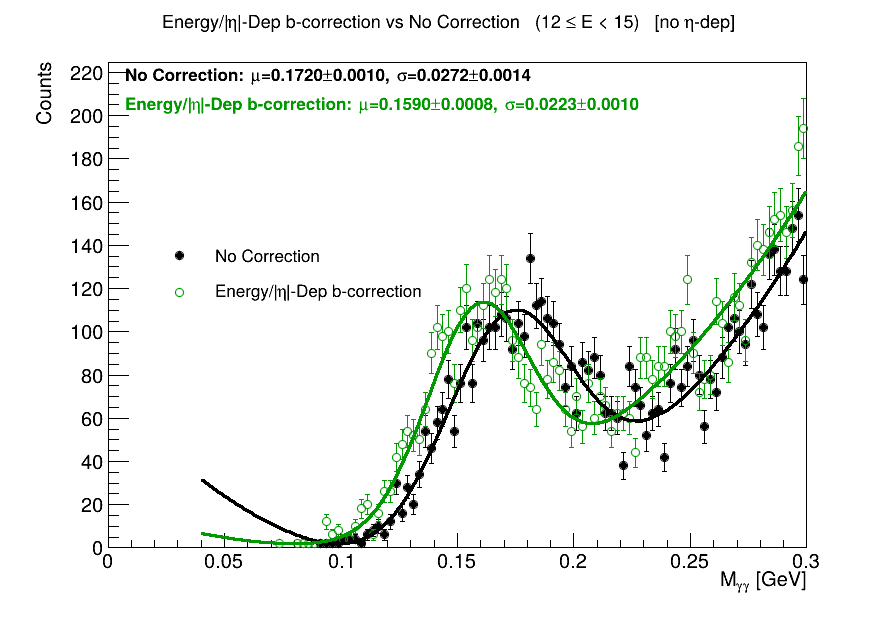 Energy/|η|-Dep b-correction vs No Correction (12 ≤ E < 15) [no η-dep]
Counts
No Correction: μ=0.1720±0.0010, σ=0.0272±0.0014
Energy/|η|-Dep b-correction: μ=0.1590±0.0008, σ=0.0223±0.0010
No Correction
Energy/|η|-Dep b-correction
220
200
180
160
140
120
100
80
60
40
20
0
0 0.05 0.1 0.15 0.2 0.25 0.3
Mγγ [GeV]